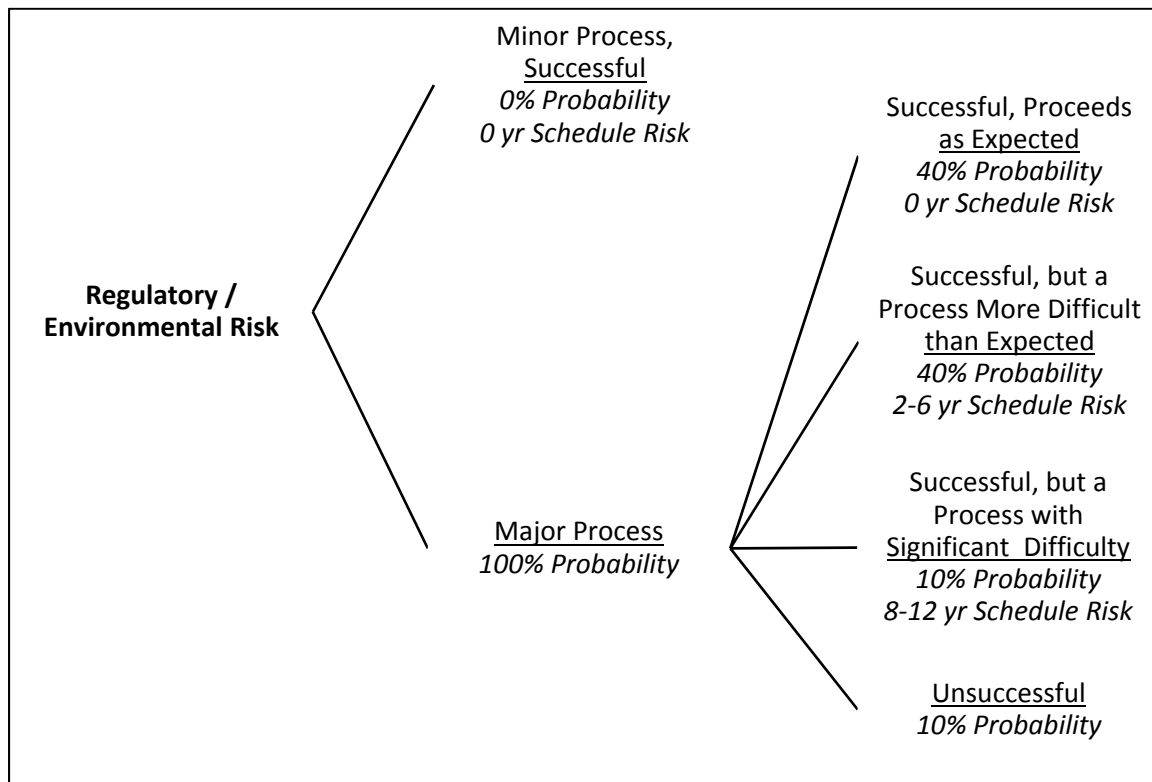 Minor Process,
Successful
0% Probability
0 yr Schedule Risk
Regulatory /
Environmental Risk
Major Process
100% Probability
Successful, Proceeds
as Expected
40% Probability
0 yr Schedule Risk
Successful, but a
Process More Difficult
than Expected
40% Probability
2-6 yr Schedule Risk
Successful, but a
Process with
Significant Difficulty
10% Probability
8-12 yr Schedule Risk
Unsuccessful
10% Probability